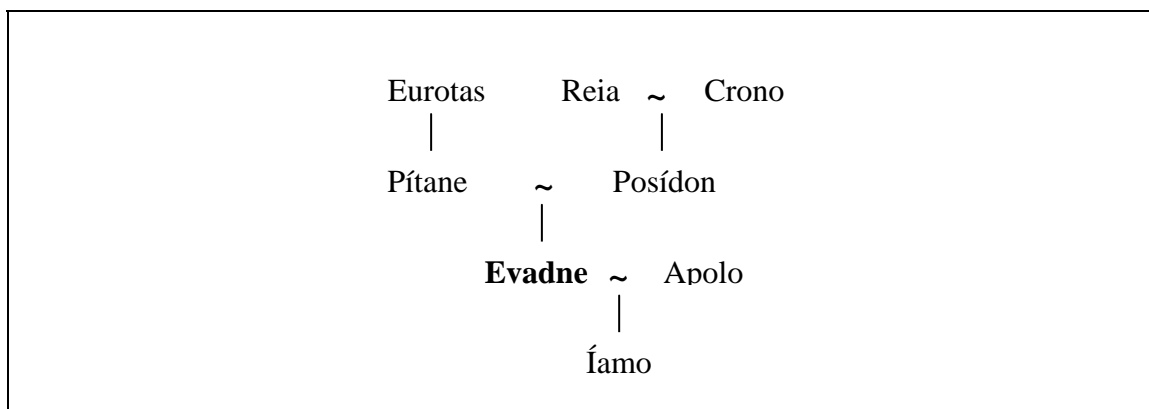 Eurotas Reia ~ Crono
Pítane ~ Posídon
Evadne ~ Apolo
Íamo